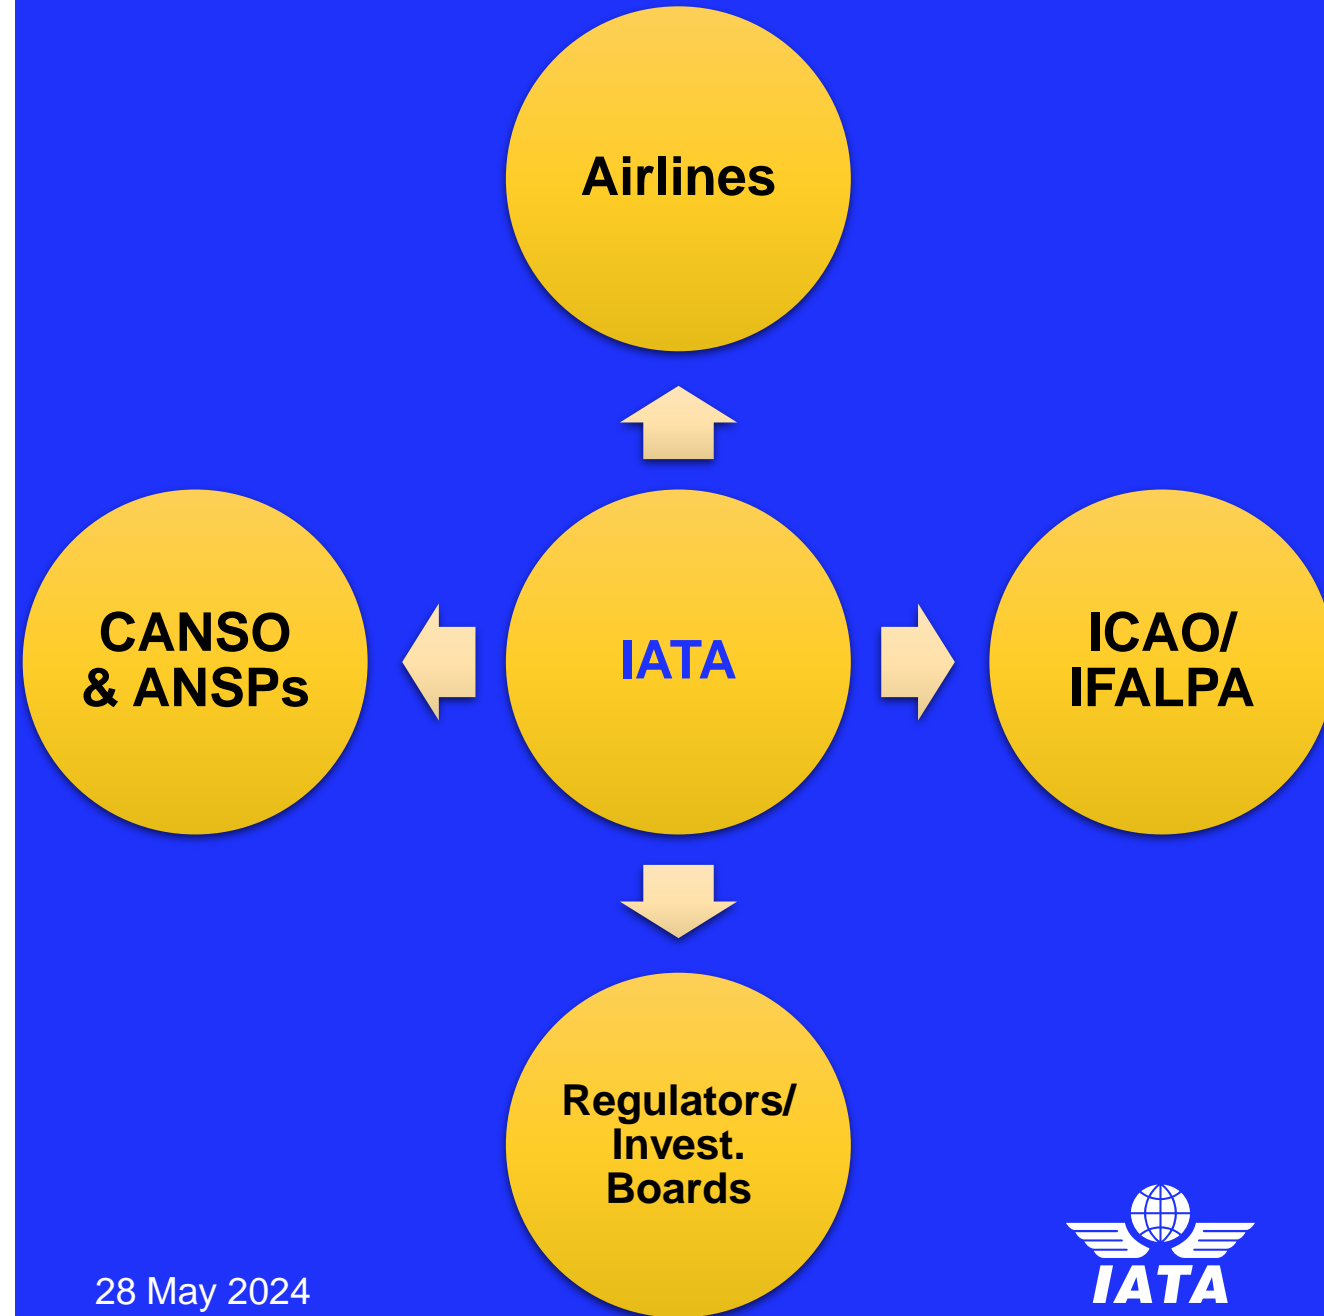 Airlines
CANSO
& ANSPs
IATA
ICAO/
IFALPA
Regulators/
Invest.
Boards
28 May 2024
IATA